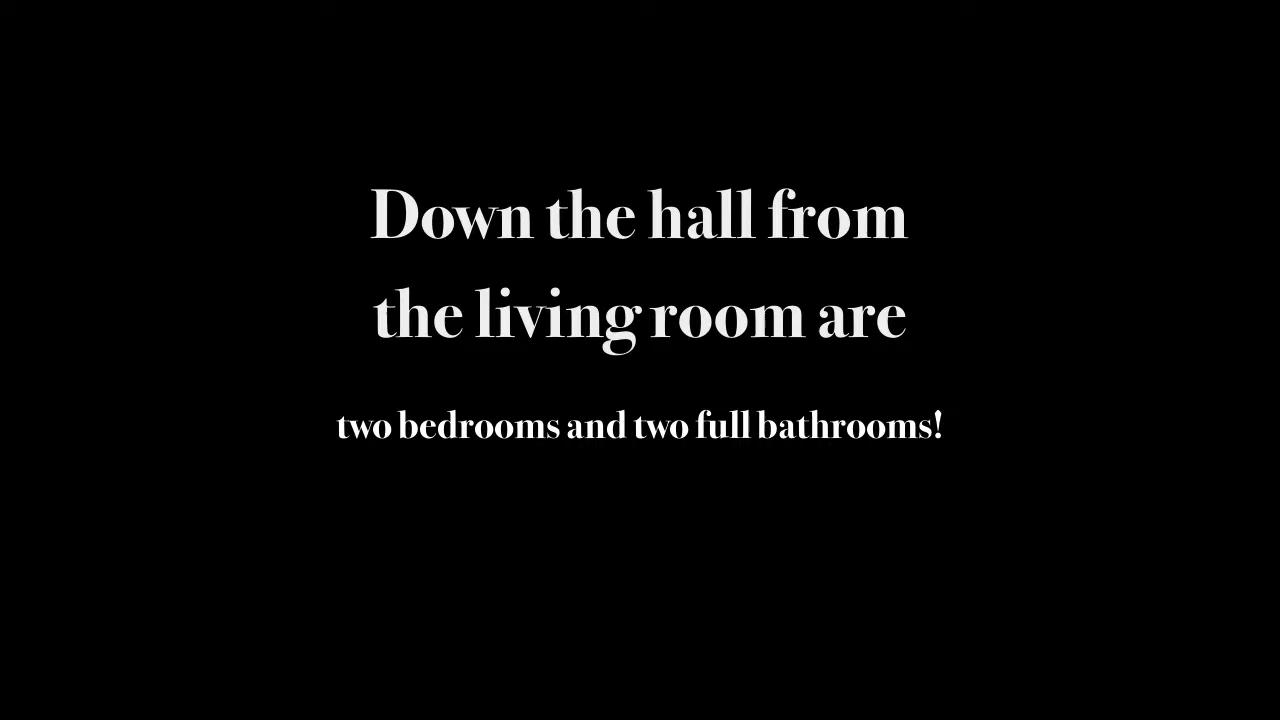 Down the hall from
the living room are
two bedrooms and two full bathrooms!